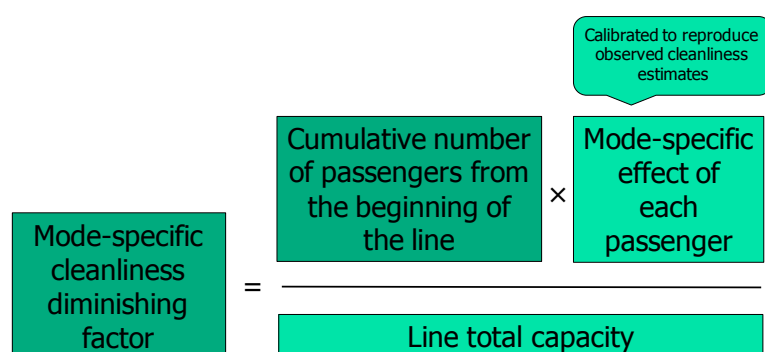 Calibrated to reproduce
observed cleanliness
estimates
Cumulative number
of passengers from
the beginning of
the line
×
Mode-specific
effect of
each
passenger
Mode-specific
cleanliness
diminishing
factor
=
Line total capacity